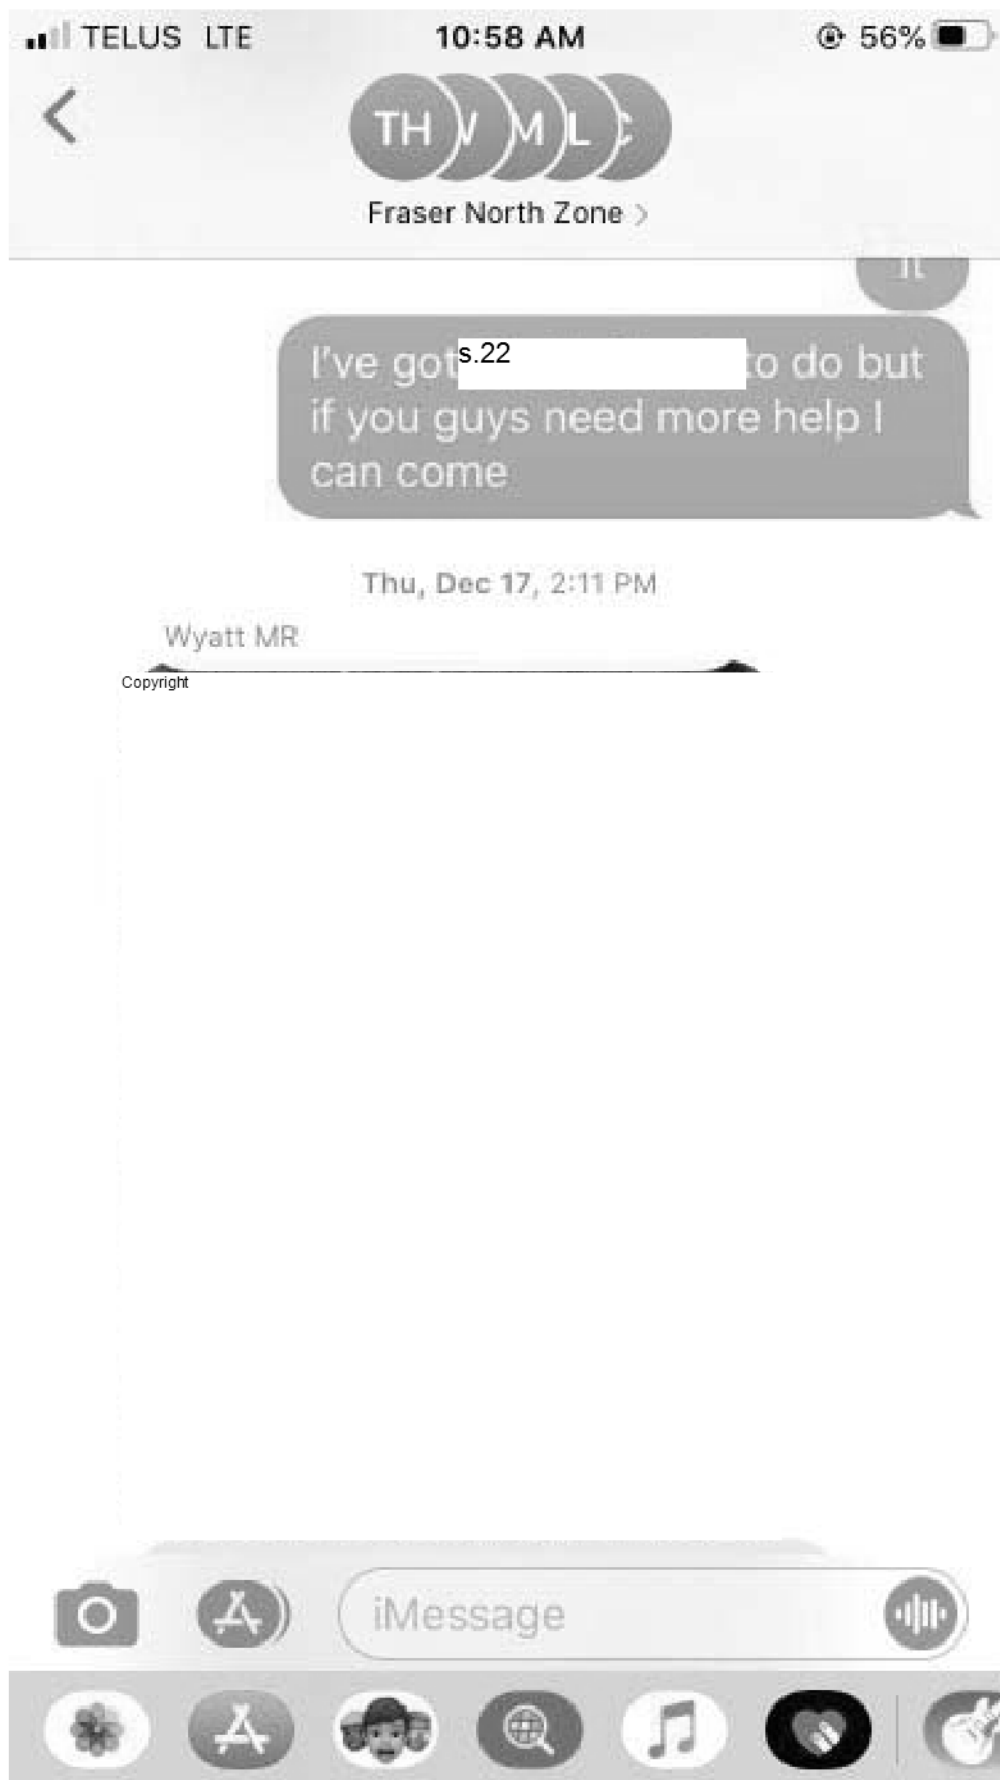 TELUS LTE 10:58 AM 56%
TH M L
Fraser North Zone >
it
I've got s.22 to do but
if you guys need more help I
can come
Thu, Dec 17, 2:11 PM
Wyatt MR
Copyright
iMessage